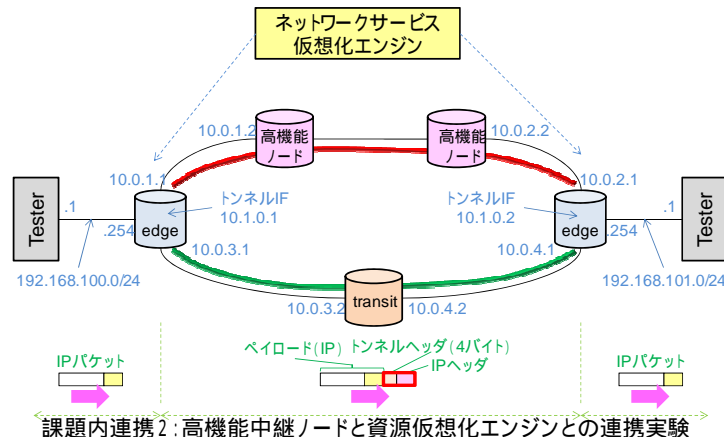 ネットワークサービス
仮想化エンジン
10.0.1.2
高機能
ノード
高機能
ノード
10.0.2.2
10.0.1.1
10.0.2.1
Tester
.1
edge
トンネルIF
10.1.0.1
トンネルIF
10.1.0.2
edge
.1
Tester
.254
.254
192.168.100.0/24
10.0.3.1
10.0.4.1
192.168.101.0/24
10.0.3.2
transit
10.0.4.2
IPパケット
ペイロード(IP)
トンネルヘッダ(4バイト)
IPヘッダ
IPパケット
課題内連携2:高機能中継ノードと資源仮想化エンジンとの連携実験